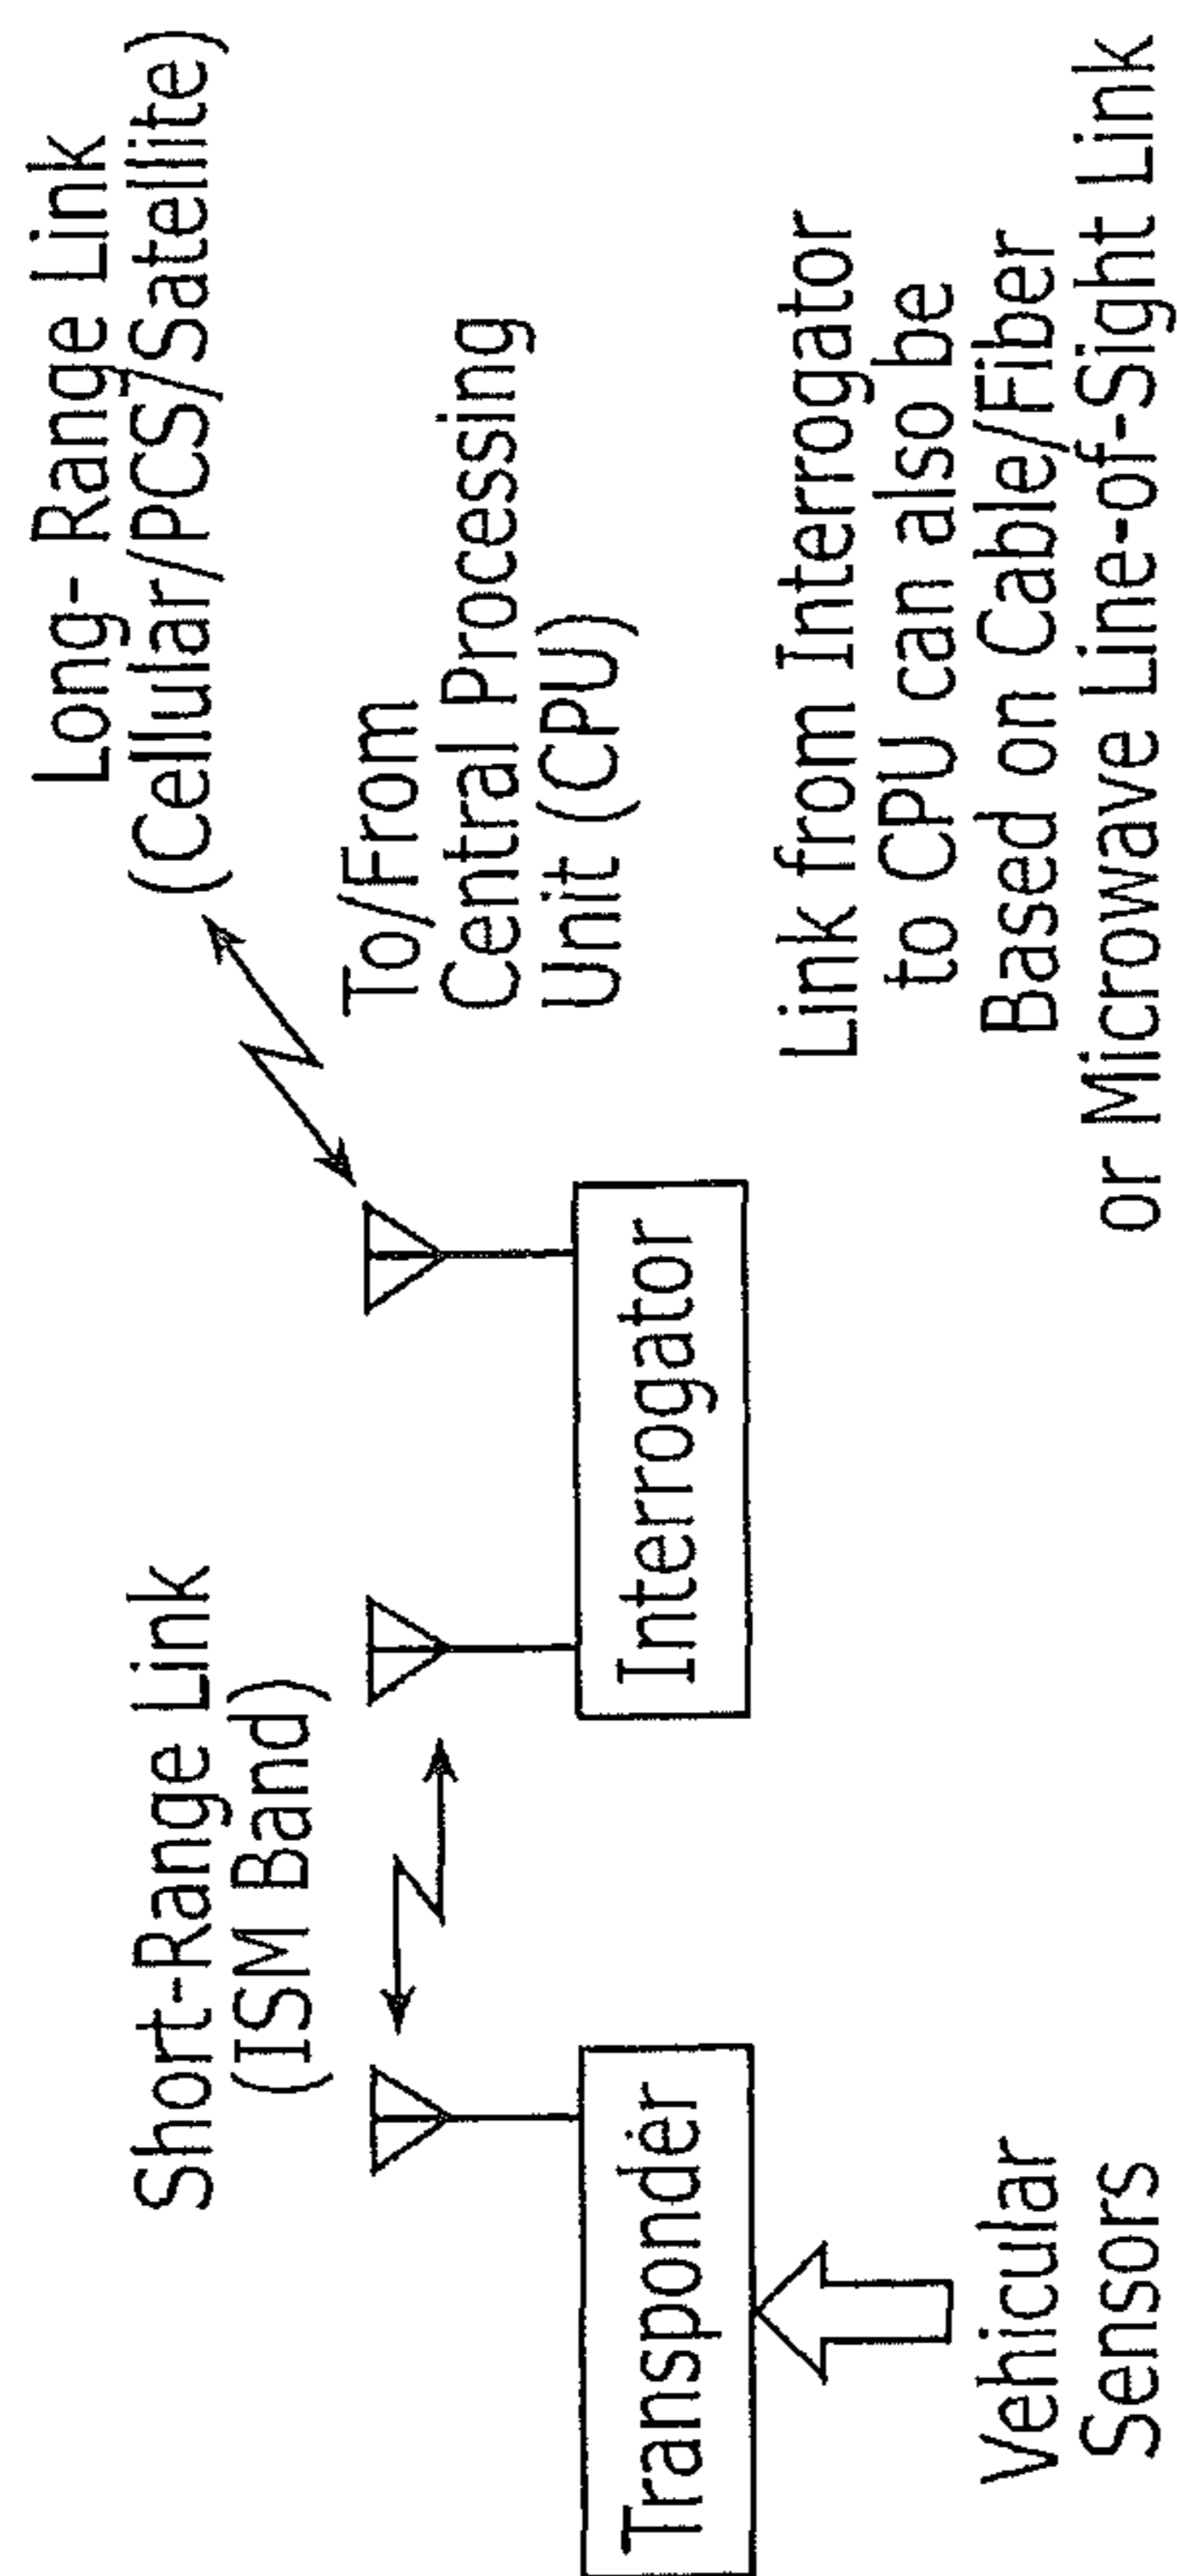 Long- Range Link
(Cellular/PCS/Satellite)
Short-Range Link
(ISM Band)
To/From
Central Processing
Unit (CPU)
Transponder
Interrogator
Link from Interrogator
to CPU can also be
Based on Cable/Fiber
or Microwave Line-of-Sight Link
Vehicular
Sensors